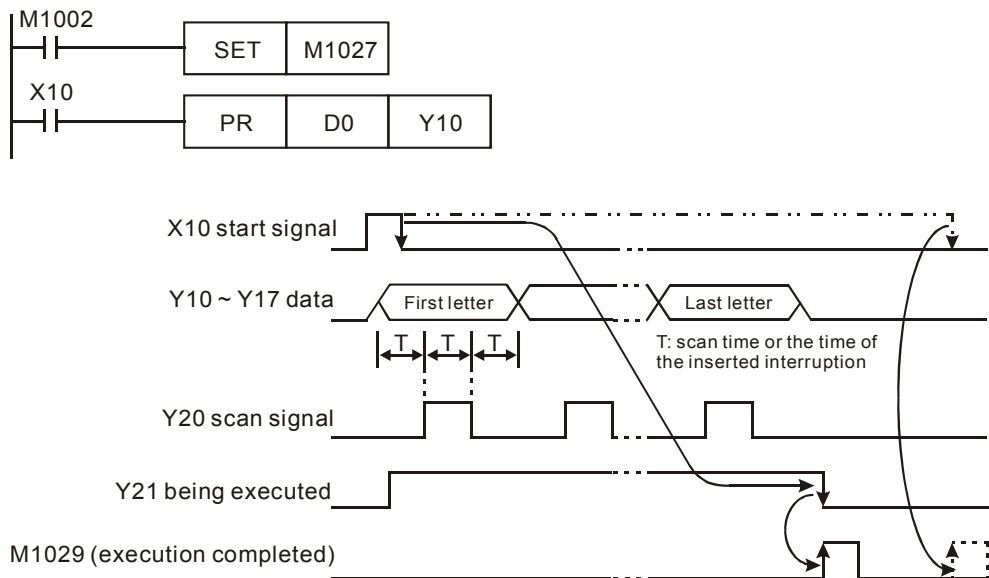 M1002
SET M1027
X10
PR D0 Y10
X10 start signal
Y10 ~ Y17 data
First letter
Last letter
T T T
T: scan time or the time of
the inserted interruption
Y20 scan signal
Y21 being executed
M1029 (execution completed)